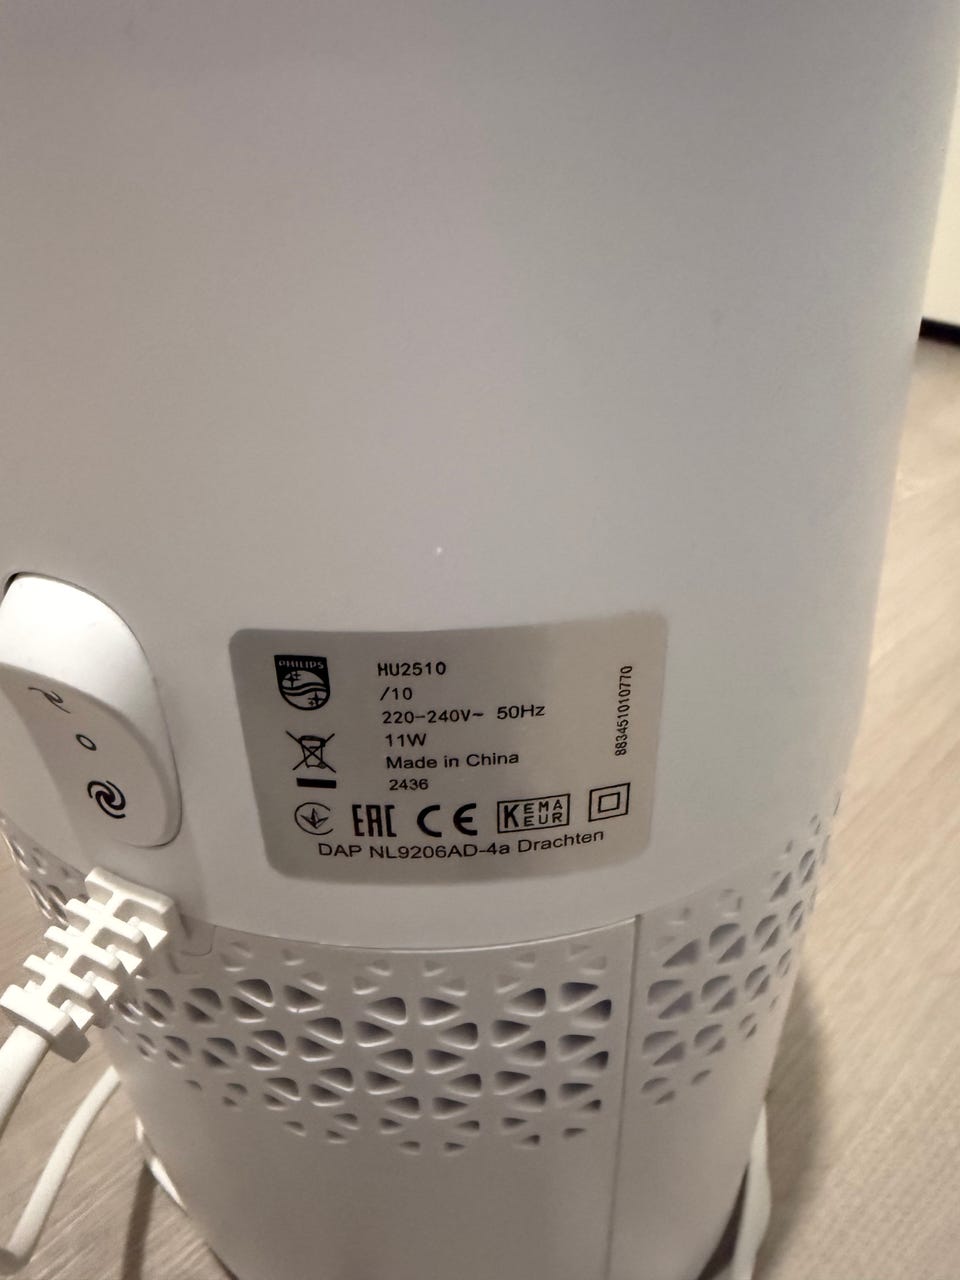 PHILIPS
HU2510
/10
220-240V~ 50Hz
11W
Made in China
2436
EAC CE KEMA EUR
DAP NL9206AD-4a Drachten
883451010770